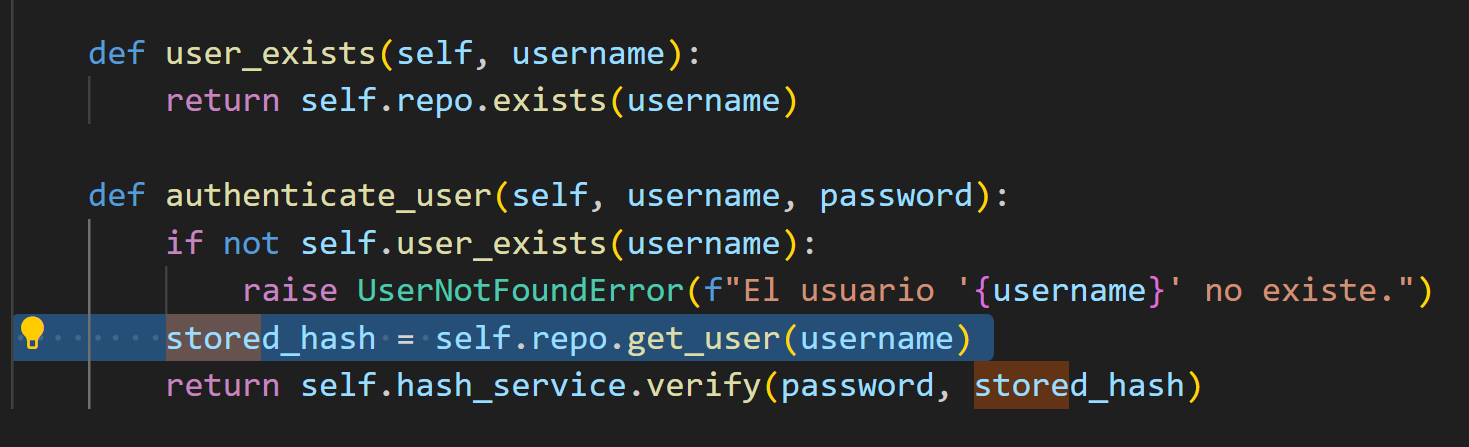 def user_exists(self, username):
return self.repo.exists(username)
def authenticate_user(self, username, password):
if not self.user_exists(username):
raise UserNotFoundError(f"El usuario '{username}' no existe.")
stored_hash = self.repo.get_user(username)
return self.hash_service.verify(password, stored_hash)